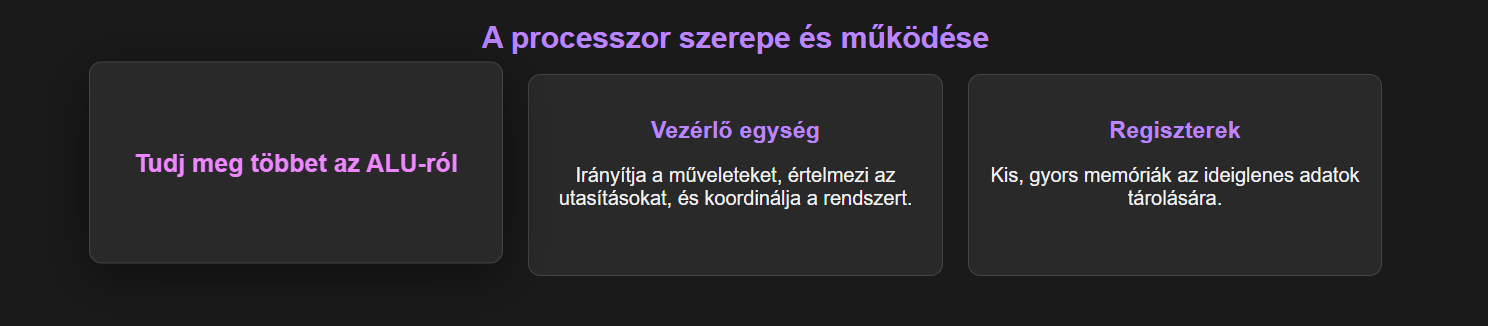 A processzor szerepe és működése
Tudj meg többet az ALU-ról
Vezérlő egység
Irányítja a műveleteket, értelmezi az
utasításokat, és koordinálja a rendszert.
Regiszterek
Kis, gyors memóriák az ideiglenes adatok
tárolására.